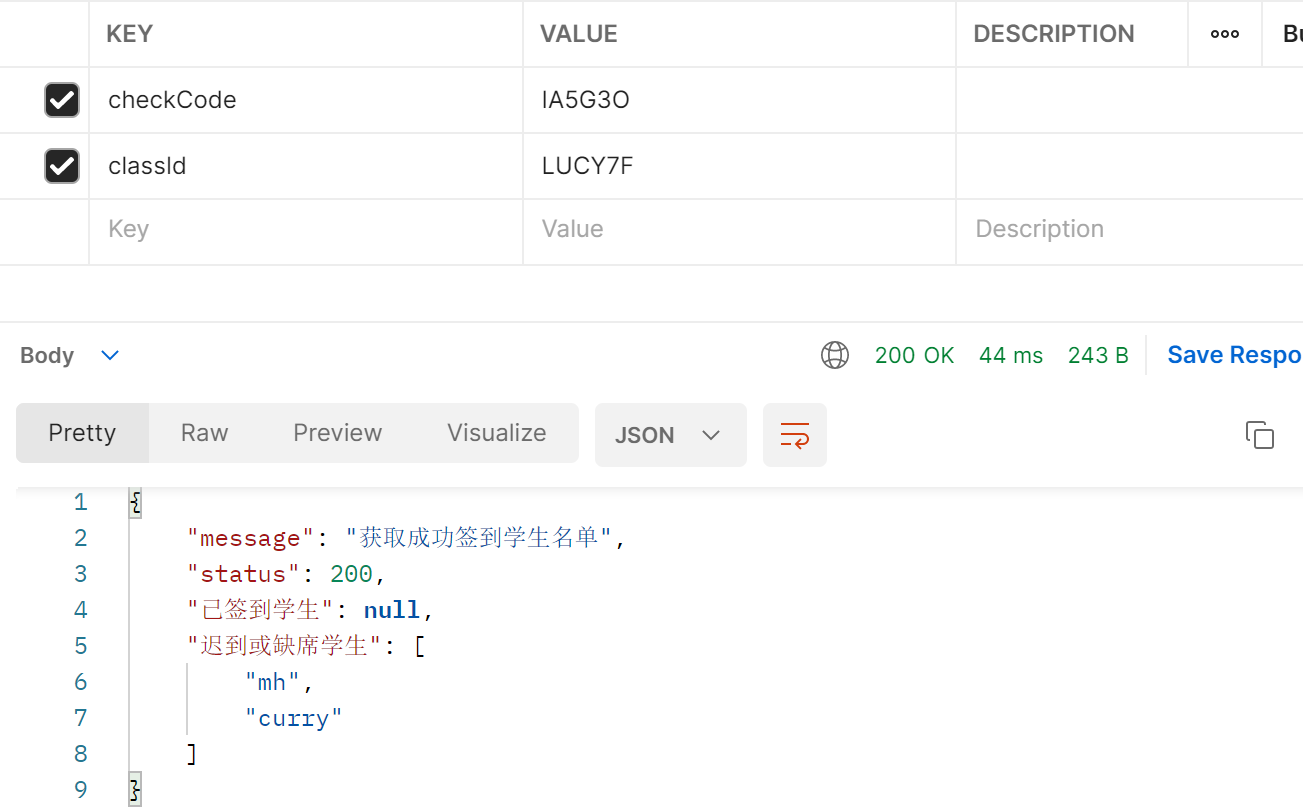 KEY VALUE DESCRIPTION ooo Bu
checkCode IA5G3O
classId LUCY7F
Key Value Description
Body 200 OK 44 ms 243 B Save Respo
Pretty Raw Preview Visualize JSON
1 {
2 "message": "获取成功签到学生名单",
3 "status": 200,
4 "已签到学生": null,
5 "迟到或缺席学生": [
6 "mh",
7 "curry"
8 ]
9 }